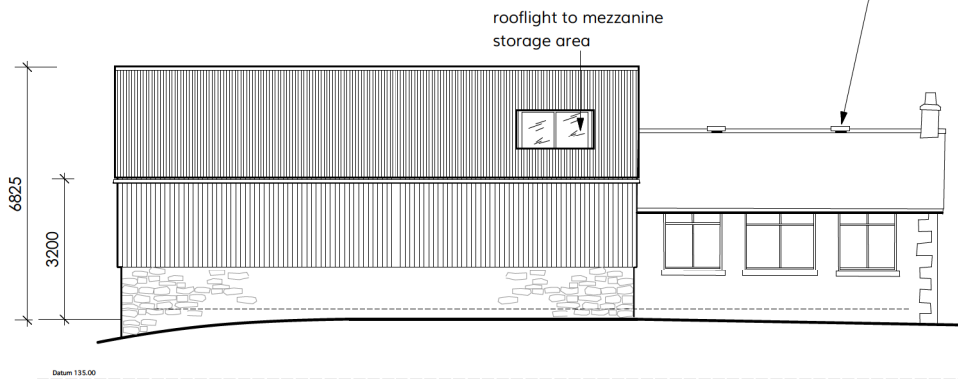 rooflight to mezzanine
storage area
6825
3200
Datum 135.00